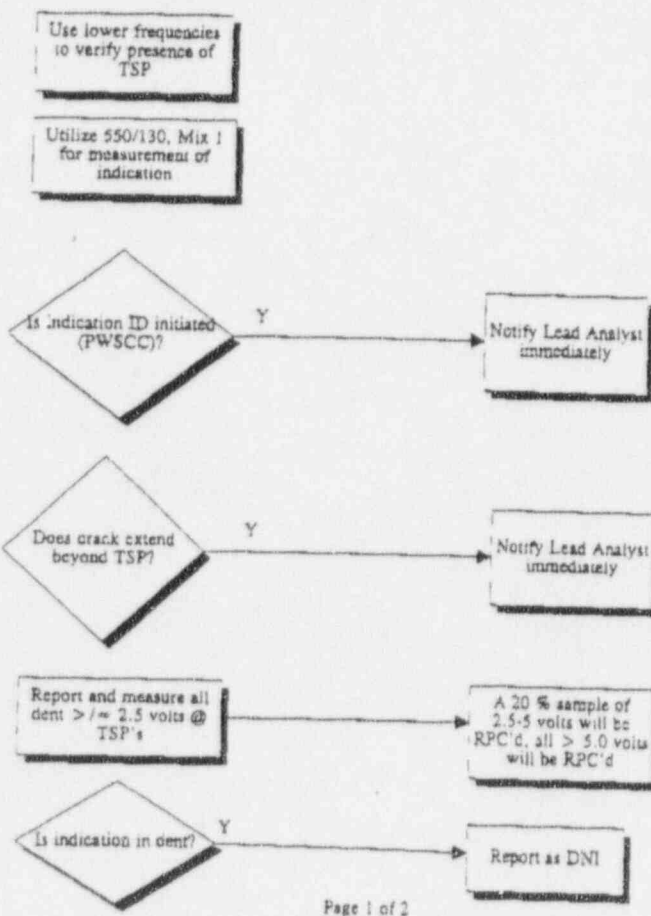 Use lower frequencies
to verify presence of
TSP
Utilize 550/130, Mix 1
for measurement of
indication
Is Indication ID initiated
(PWSCC)?
Y
Notify Lead Analyst
immediately
Does crack extend
beyond TSP?
Y
Notify Lead Analyst
immediately
Report and measure all
dent >/= 2.5 volts @
TSP's
A 20 % sample of
2.5-5 volts will be
RPC'd, all > 5.0 volts
will be RPC'd
Is indication in dent?
Y
Report as DNI
Page 1 of 2